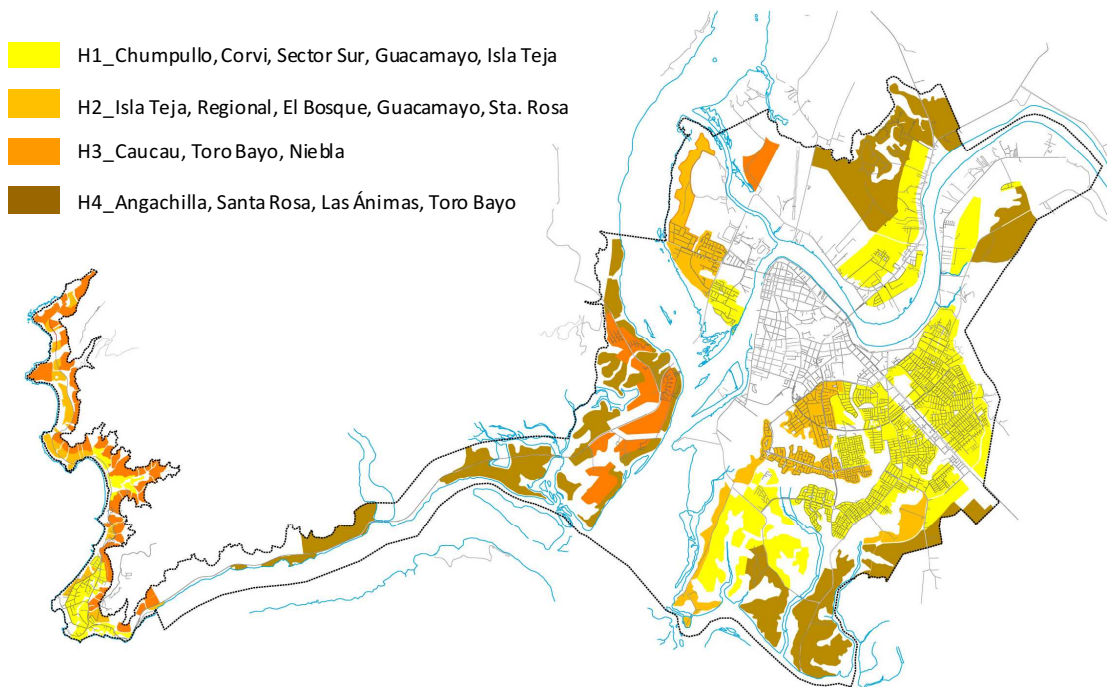 H1_Chumpullo, Corvi, Sector Sur, Guacamayo, Isla Teja
H2_Isla Teja, Regional, El Bosque, Guacamayo, Sta. Rosa
H3_Caucau, Toro Bayo, Niebla
H4_Angachilla, Santa Rosa, Las Ánimas, Toro Bayo